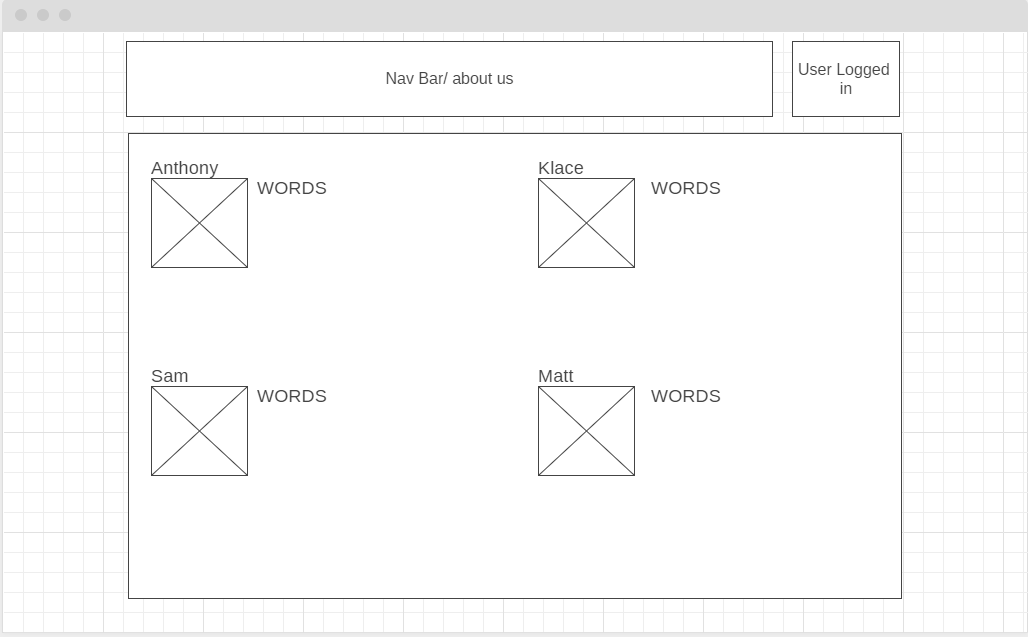 Nav Bar/ about us
User Logged
in
Anthony
WORDS
Klace
WORDS
Sam
WORDS
Matt
WORDS